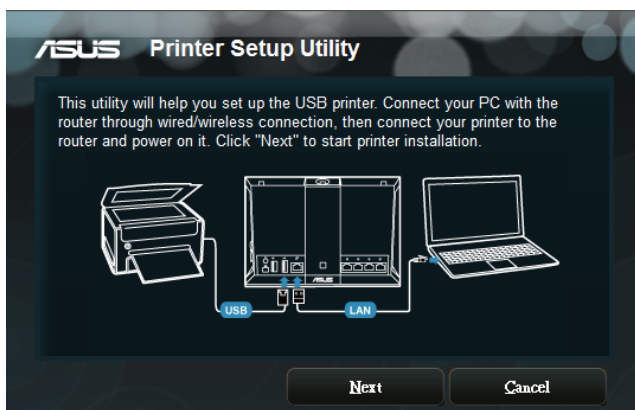 ASUS Printer Setup Utility
This utility will help you set up the USB printer. Connect your PC with the
router through wired/wireless connection, then connect your printer to the
router and power on it. Click "Next" to start printer installation.
ASUS
USB
LAN
Next
Cancel